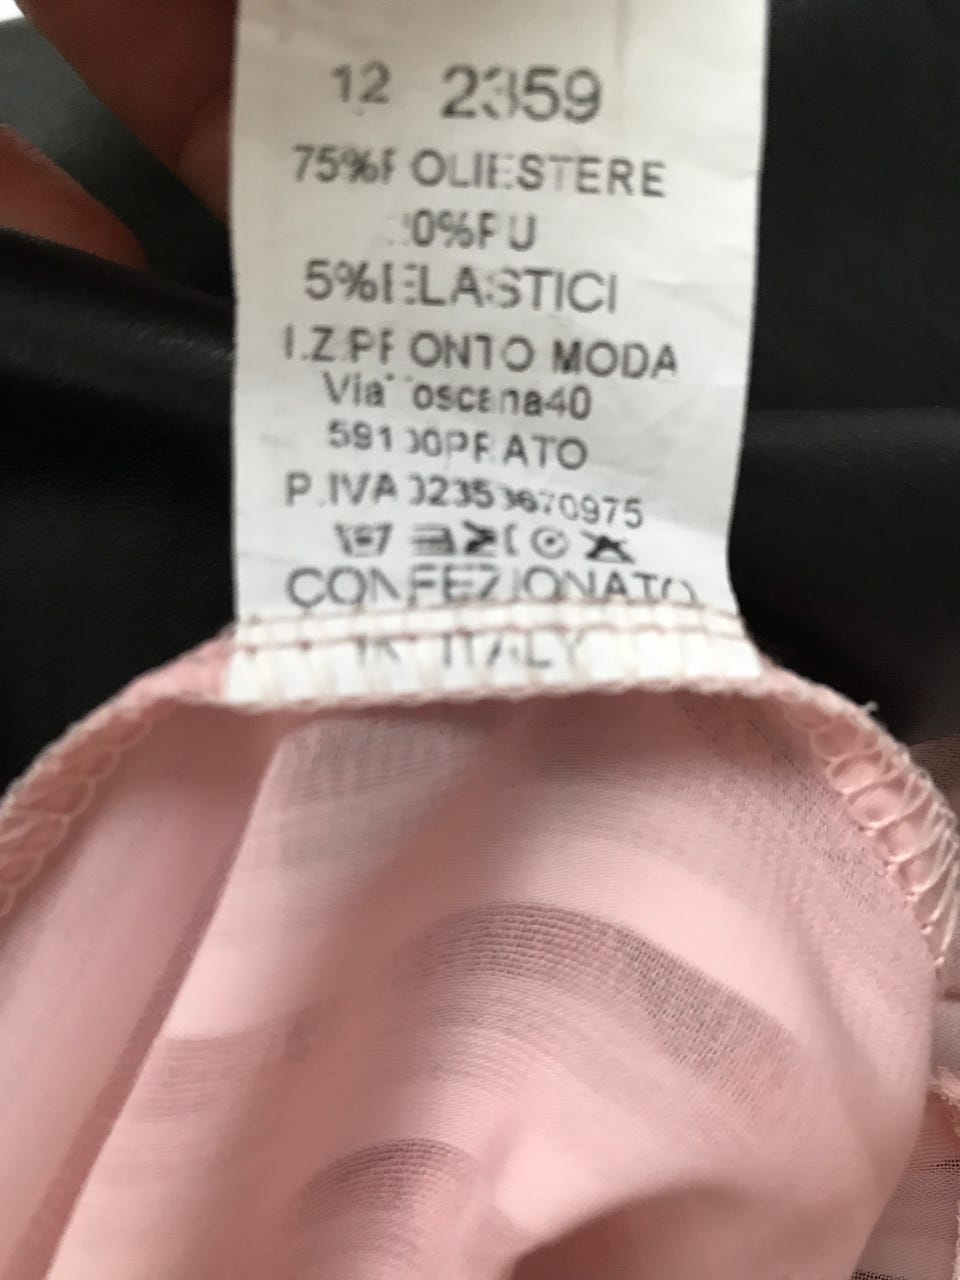 12 2359
75%POLIESTERE
20%PU
5%ELASTICI
I.Z.PRONTO MODA
Via Toscana40
59100PRATO
P.IVA 02353670975
CONFEZIONATO
IN ITALY